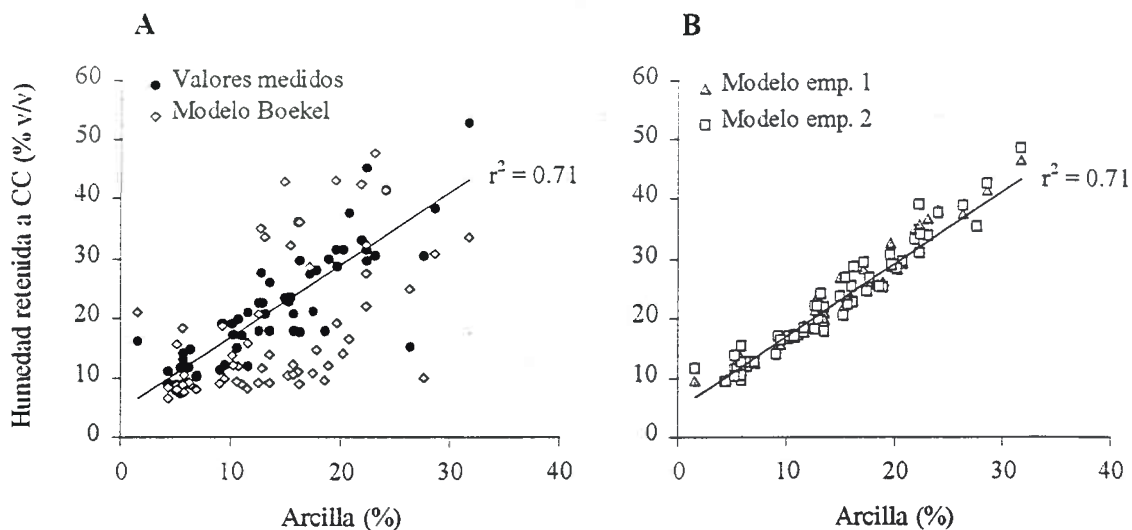 A
Humedad retenida a CC (% v/v)
60
50
40
30
20
10
0
Valores medidos
Modelo Boekel
r² = 0.71
0 10 20 30 40
Arcilla (%)
B
60
50
40
30
20
10
0
Modelo emp. 1
Modelo emp. 2
r² = 0.71
0 10 20 30 40
Arcilla (%)